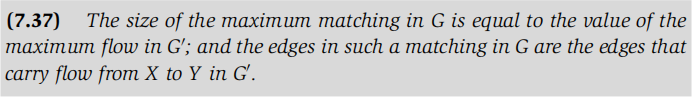 (7.37) The size of the maximum matching in G is equal to the value of the
maximum flow in G′; and the edges in such a matching in G are the edges that
carry flow from X to Y in G′.